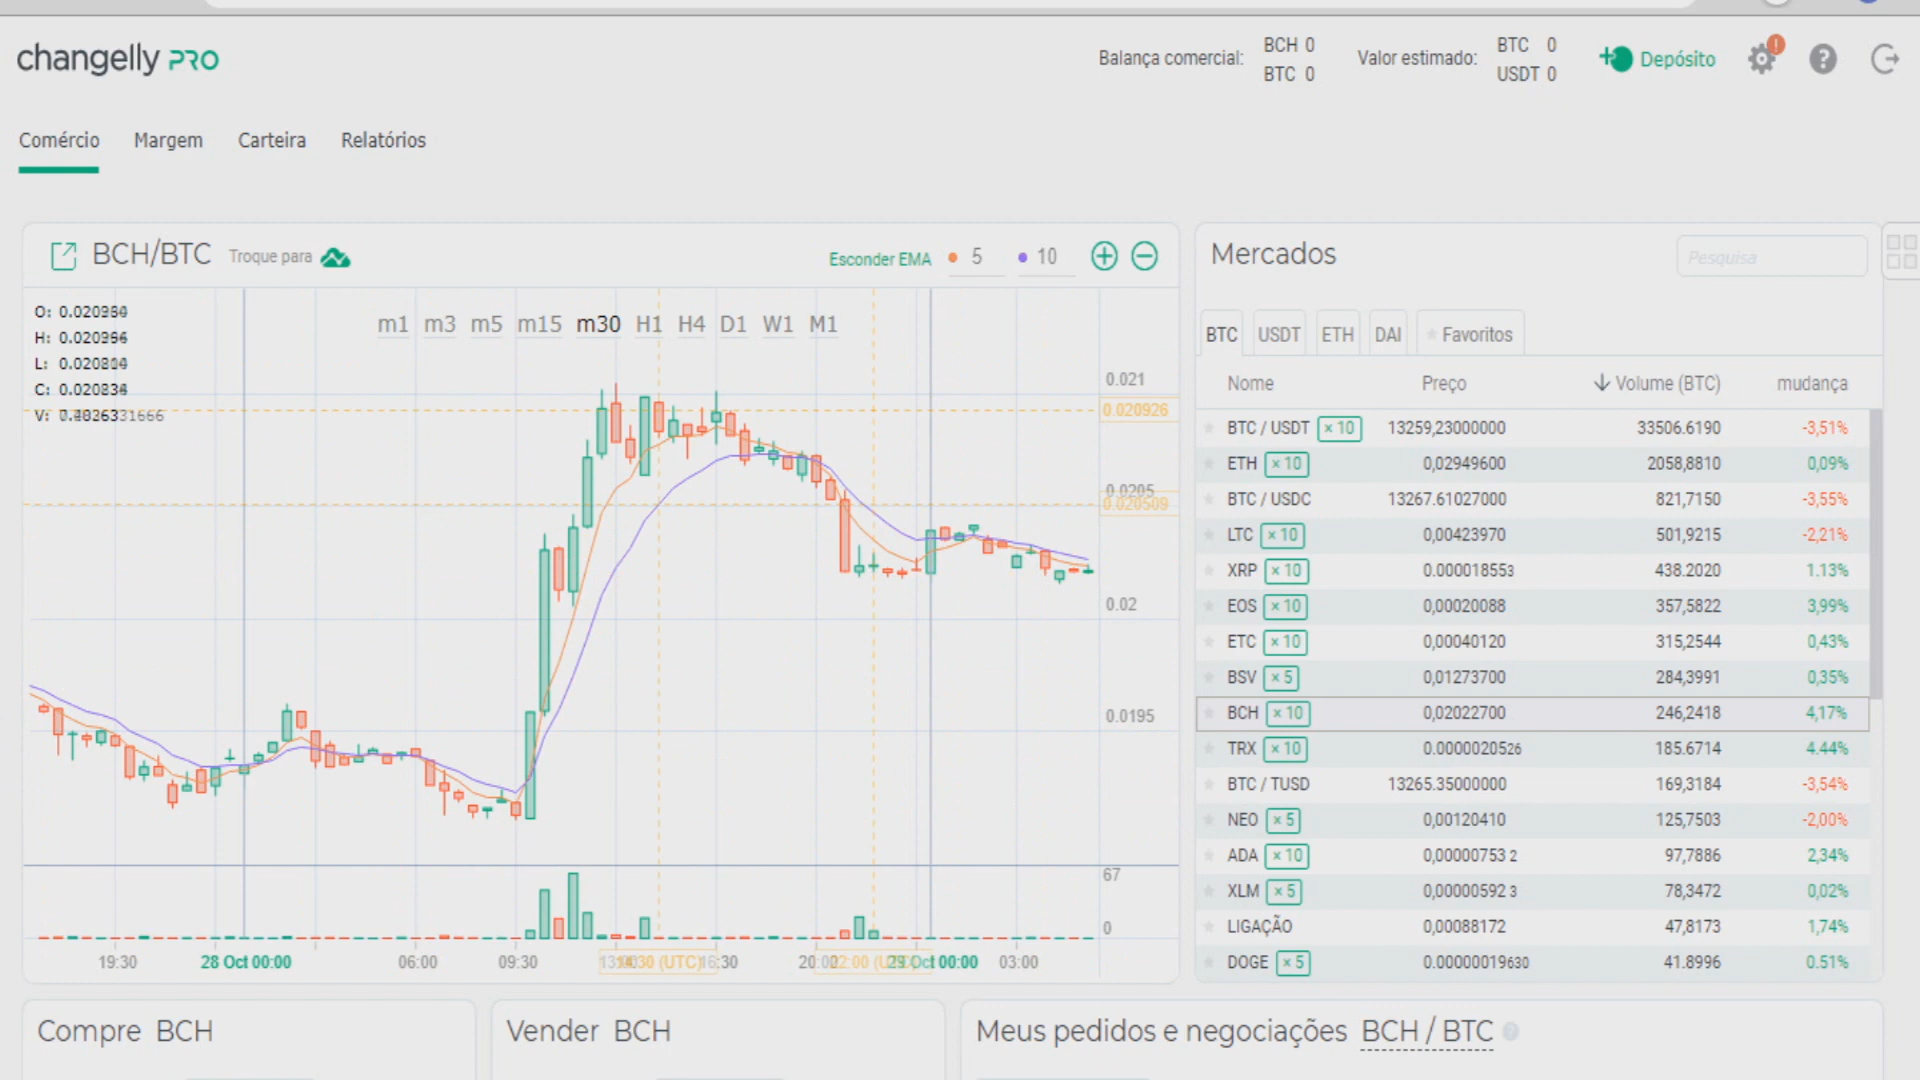 changelly PRO
Balança comercial:
BCH 0
BTC 0
Valor estimado:
BTC 0
USDT 0
Depósito
Comércio Margem Carteira Relatórios
BCH/BTC Troque para
Esconder EMA 5 10
O:
H:
L:
C:
V:
m1 m3 m5 m15 m30 H1 H4 D1 W1 M1
0.021
0.020926
0.0205
0.020509
0.02
0.0195
67
0
19:30 28 Oct 00:00 06:00 09:30 29 Oct 00:00 03:00
Mercados
Pesquisa
BTC USDT ETH DAI Favoritos
Nome Preço Volume (BTC) mudança
BTC / USDT × 10 13259,23000000 33506.6190 -3,51%
ETH × 10 0,02949600 2058,8810 0,09%
BTC / USDC 13267.61027000 821,7150 -3,55%
LTC × 10 0,00423970 501,9215 -2,21%
XRP × 10 0.000018553 438.2020 1.13%
EOS × 10 0,00020088 357,5822 3,99%
ETC × 10 0,00040120 315,2544 0,43%
BSV × 5 0,01273700 284,3991 0,35%
BCH × 10 0,02022700 246,2418 4,17%
TRX × 10 0.0000020526 185.6714 4.44%
BTC / TUSD 13265.35000000 169,3184 -3,54%
NEO × 5 0,00120410 125,7503 -2,00%
ADA × 10 0,00000753 2 97,7886 2,34%
XLM × 5 0,00000592 3 78,3472 0,02%
LIGAÇÃO 0,00088172 47,8173 1,74%
DOGE × 5 0.00000019630 41.8996 0.51%
Compre BCH
Vender BCH
Meus pedidos e negociações BCH / BTC